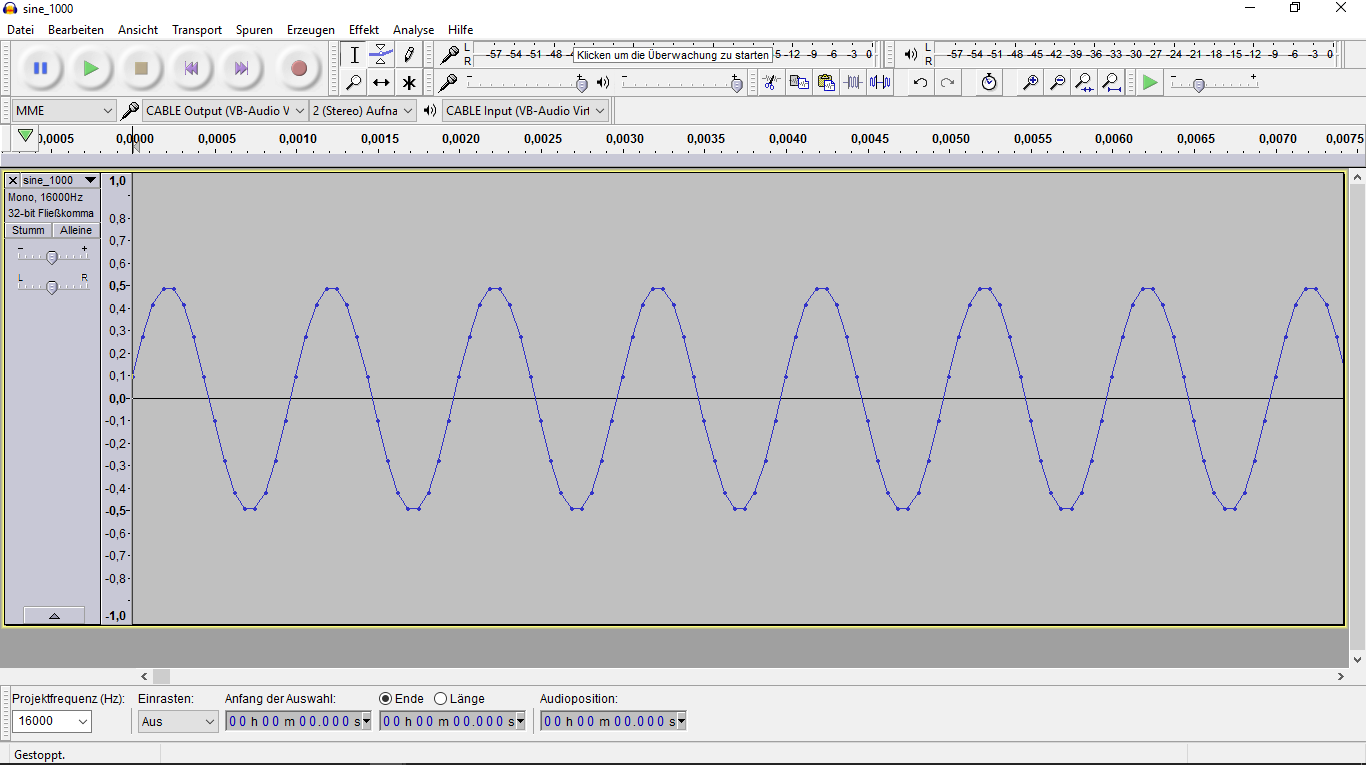 sine_1000
Datei Bearbeiten Ansicht Transport Spuren Erzeugen Effekt Analyse Hilfe
L
R
-57 -54 -51 -48 Klicken um die Überwachung zu starten -12 -9 -6 -3 0
L
R
-57 -54 -51 -48 -45 -42 -39 -36 -33 -30 -27 -24 -21 -18 -15 -12 -9 -6 -3 0
- +
- +
- +
MME CABLE Output (VB-Audio V 2 (Stereo) Aufna CABLE Input (VB-Audio Virt
0,0005 0,0000 0,0005 0,0010 0,0015 0,0020 0,0025 0,0030 0,0035 0,0040 0,0045 0,0050 0,0055 0,0060 0,0065 0,0070 0,0075
sine_1000
Mono, 16000Hz
32-bit Fließkomma
Stumm Alleine
- +
L R
1,0
0,8
0,7
0,6
0,5
0,4
0,3
0,2
0,1
0,0
-0,1
-0,2
-0,3
-0,4
-0,5
-0,6
-0,7
-0,8
-1,0
Projektfrequenz (Hz): Einrasten: Anfang der Auswahl: Ende Länge Audioposition:
16000 Aus 00 h 00 m 00.000 s 00 h 00 m 00.000 s 00 h 00 m 00.000 s
Gestoppt.